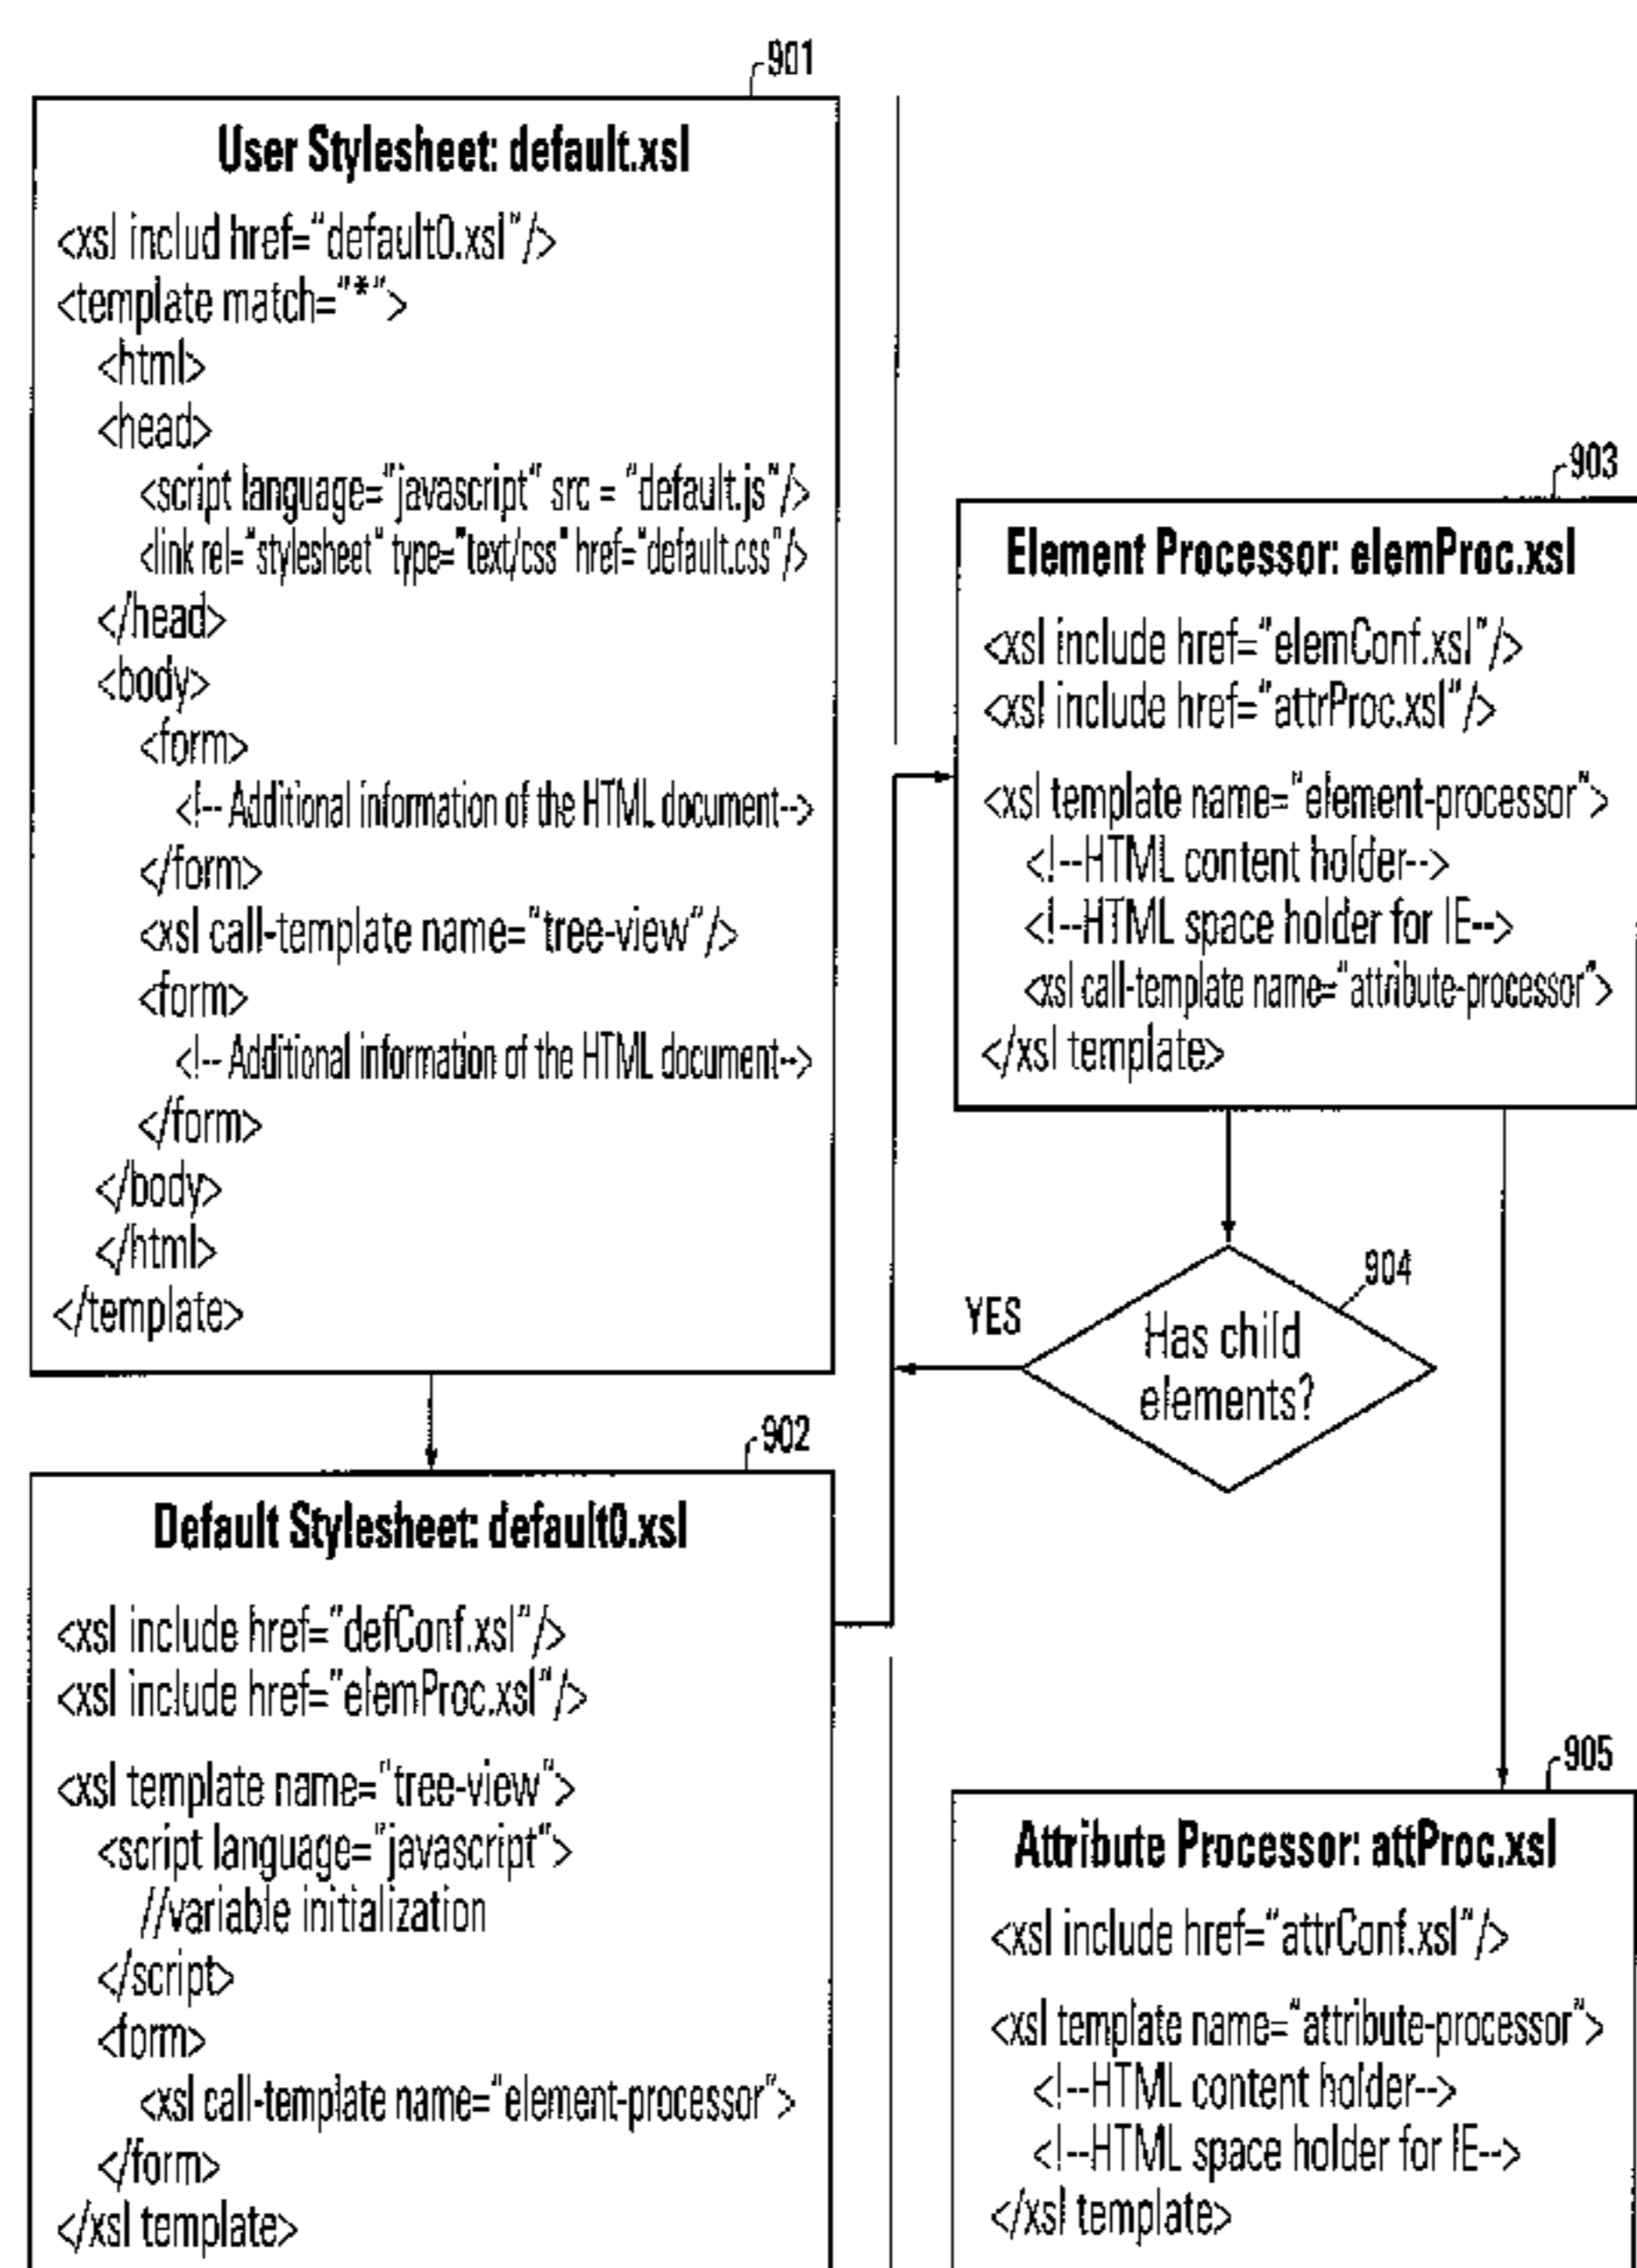 901
User Stylesheet: default.xsl
<xsl includ href="default0.xsl"/>
<template match="*">
<html>
<head>
<script language="javascript" src = "default.js"/>
<link rel="stylesheet" type="text/css" href="default.css"/>
</head>
<body>
<form>
<!-- Additional information of the HTML document-->
</form>
<xsl call-template name="tree-view"/>
<form>
<!-- Additional information of the HTML document-->
</form>
</body>
</html>
</template>
902
Default Stylesheet: default0.xsl
<xsl include href="defConf.xsl"/>
<xsl include href="elemProc.xsl"/>
<xsl template name="tree-view">
<script language="javascript">
//variable initialization
</script>
<form>
<xsl call-template name="element-processor">
</form>
</xsl template>
903
Element Processor: elemProc.xsl
<xsl include href="elemConf.xsl"/>
<xsl include href="attrProc.xsl"/>
<xsl template name="element-processor">
<!--HTML content holder-->
<!--HTML space holder for IE-->
<xsl call-template name="attribute-processor">
</xsl template>
904
YES
Has child
elements?
905
Attribute Processor: attProc.xsl
<xsl include href="attrConf.xsl"/>
<xsl template name="attribute-processor">
<!--HTML content holder-->
<!--HTML space holder for IE-->
</xsl template>